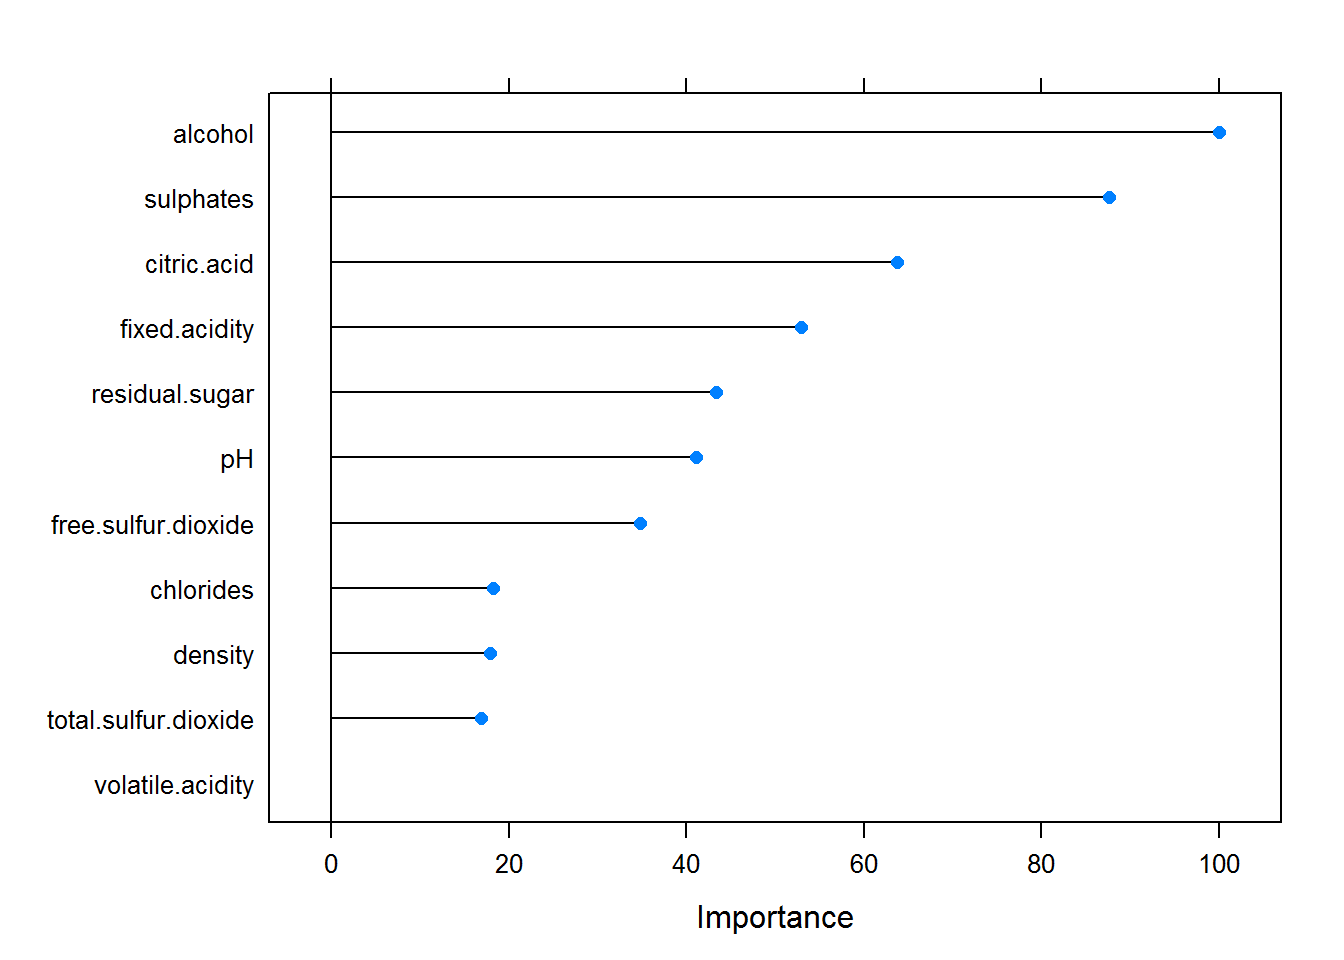 alcohol
sulphates
citric.acid
fixed.acidity
residual.sugar
pH
free.sulfur.dioxide
chlorides
density
total.sulfur.dioxide
volatile.acidity
0 20 40 60 80 100
Importance